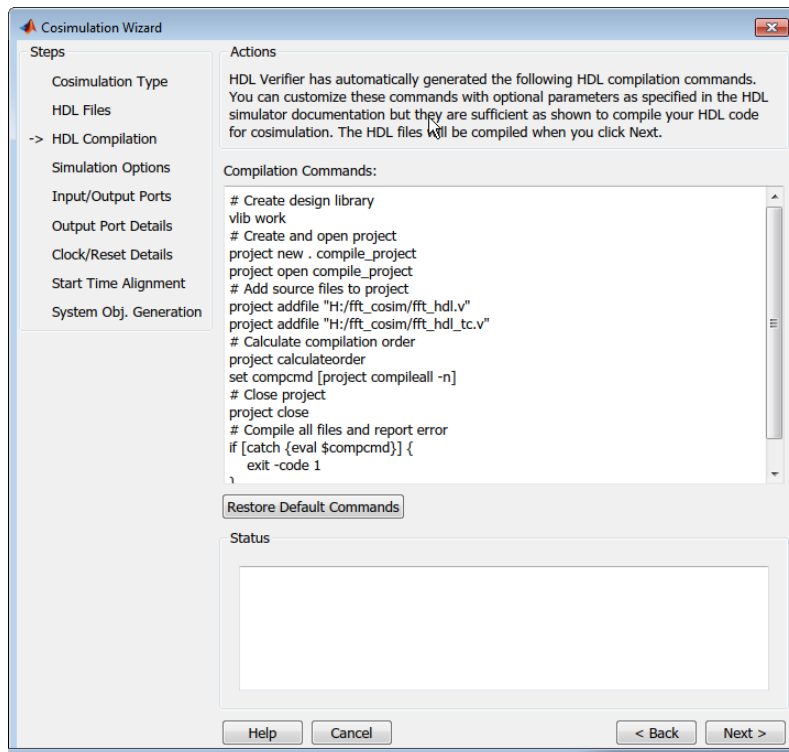 Cosimulation Wizard
Steps
Cosimulation Type
HDL Files
-> HDL Compilation
Simulation Options
Input/Output Ports
Output Port Details
Clock/Reset Details
Start Time Alignment
System Obj. Generation
Actions
HDL Verifier has automatically generated the following HDL compilation commands.
You can customize these commands with optional parameters as specified in the HDL
simulator documentation but they are sufficient as shown to compile your HDL code
for cosimulation. The HDL files will be compiled when you click Next.
Compilation Commands:
# Create design library
vlib work
# Create and open project
project new . compile_project
project open compile_project
# Add source files to project
project addfile "H:/fft_cosim/fft_hdl.v"
project addfile "H:/fft_cosim/fft_hdl_tc.v"
# Calculate compilation order
project calculateorder
set compcmd [project compileall -n]
# Close project
project close
# Compile all files and report error
if [catch {eval $compcmd}] {
exit -code 1
}
Restore Default Commands
Status
Help
Cancel
< Back
Next >